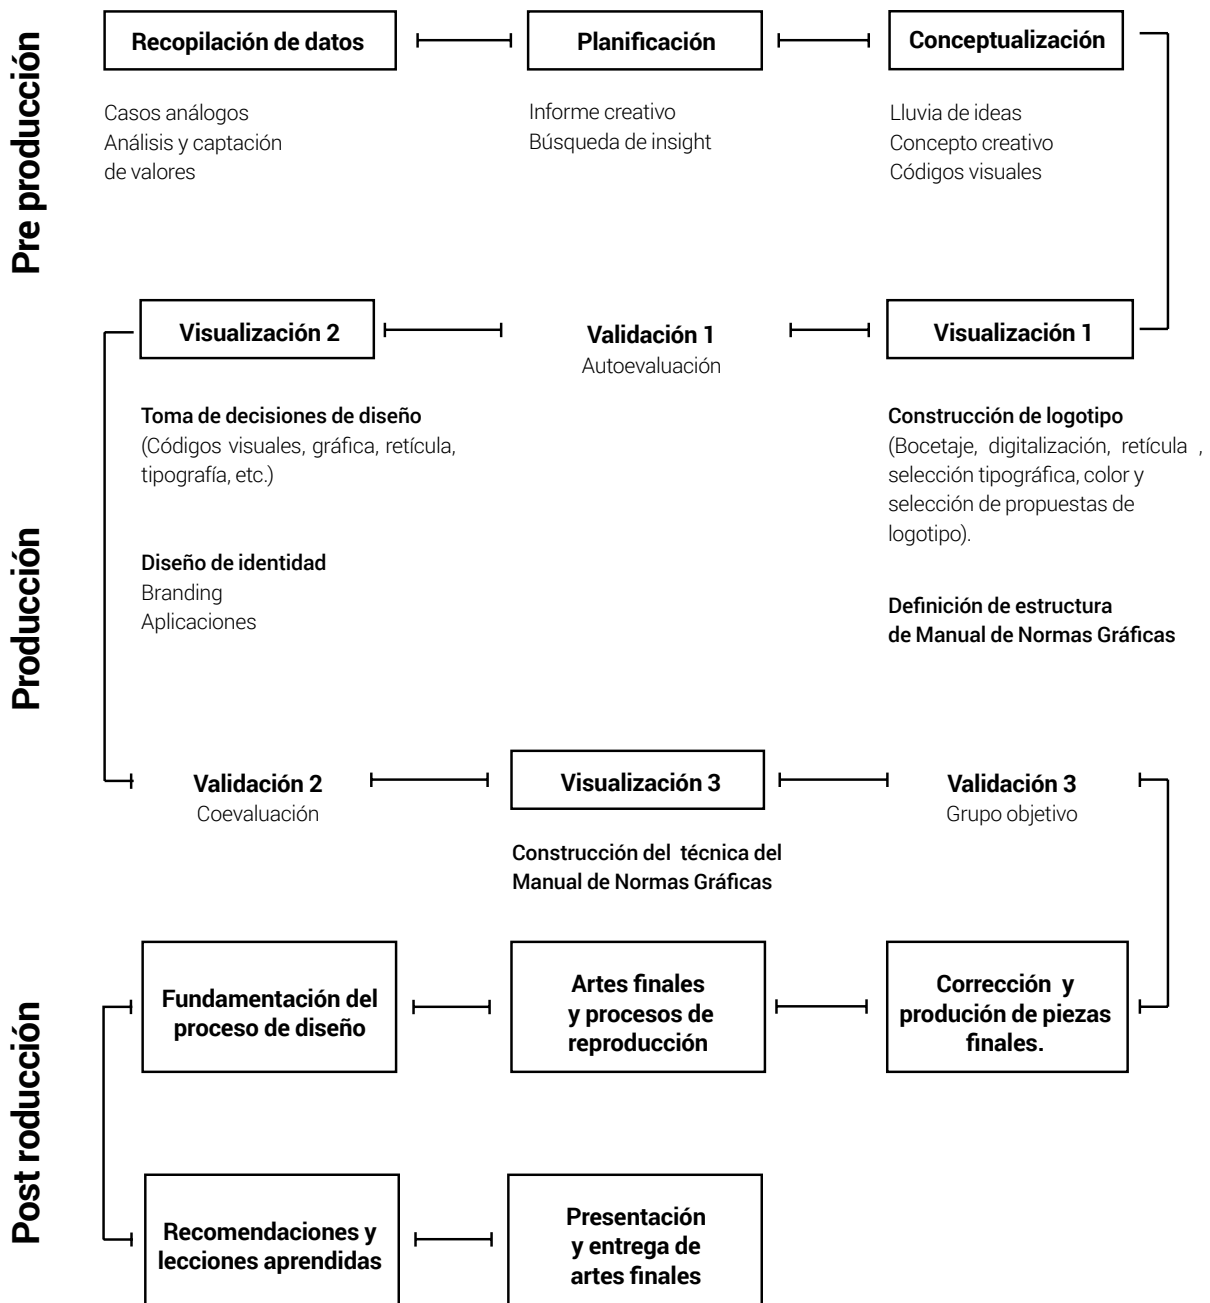 Pre producción
Recopilación de datos
Casos análogos
Análisis y captación
de valores
Planificación
Informe creativo
Búsqueda de insight
Conceptualización
Lluvia de ideas
Concepto creativo
Códigos visuales
Producción
Visualización 1
Construcción de logotipo
(Bocetaje, digitalización, retícula ,
selección tipográfica, color y
selección de propuestas de
logotipo).
Definición de estructura
de Manual de Normas Gráficas
Validación 1
Autoevaluación
Visualización 2
Toma de decisiones de diseño
(Códigos visuales, gráfica, retícula,
tipografía, etc.)
Diseño de identidad
Branding
Aplicaciones
Validación 2
Coevaluación
Visualización 3
Construcción del técnica del
Manual de Normas Gráficas
Validación 3
Grupo objetivo
Post roducción
Corrección y
produción de piezas
finales.
Artes finales
y procesos de
reproducción
Fundamentación del
proceso de diseño
Recomendaciones y
lecciones aprendidas
Presentación
y entrega de
artes finales